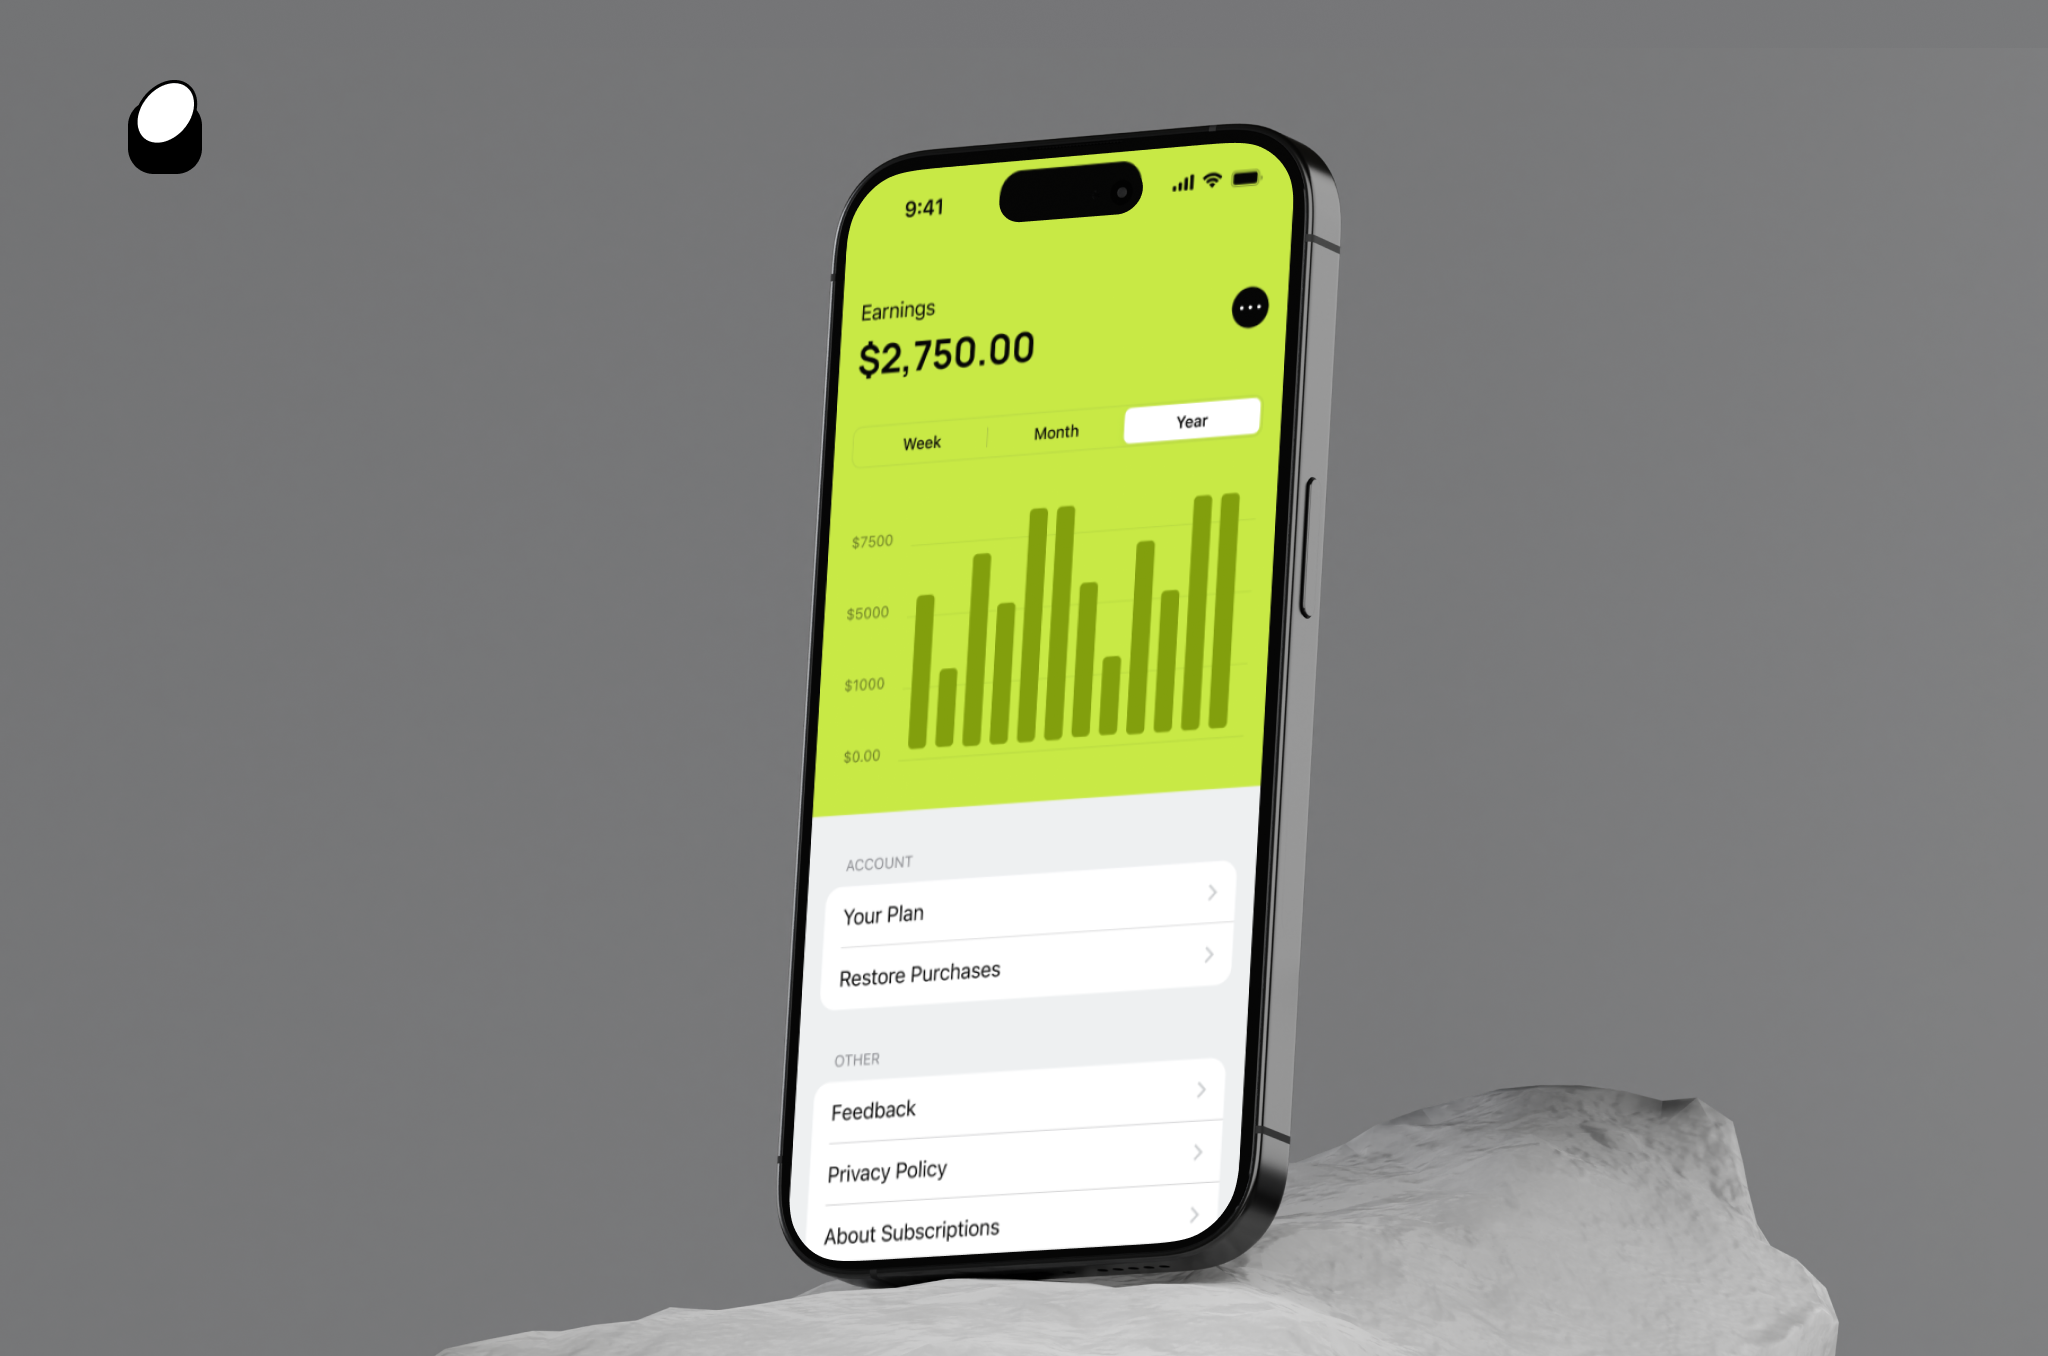 9:41
Earnings
$2,750.00
Week Month Year
$7500
$5000
$1000
$0.00
ACCOUNT
Your Plan
Restore Purchases
OTHER
Feedback
Privacy Policy
About Subscriptions